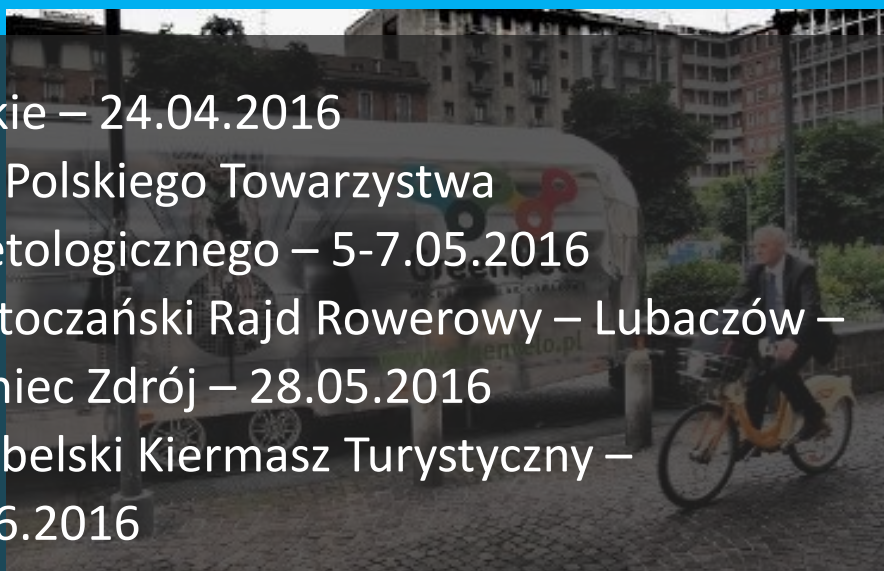 kie – 24.04.2016
Polskiego Towarzystwa
etologicznego – 5-7.05.2016
toczański Rajd Rowerowy – Lubaczów –
niec Zdrój – 28.05.2016
belski Kiermasz Turystyczny –
6.2016